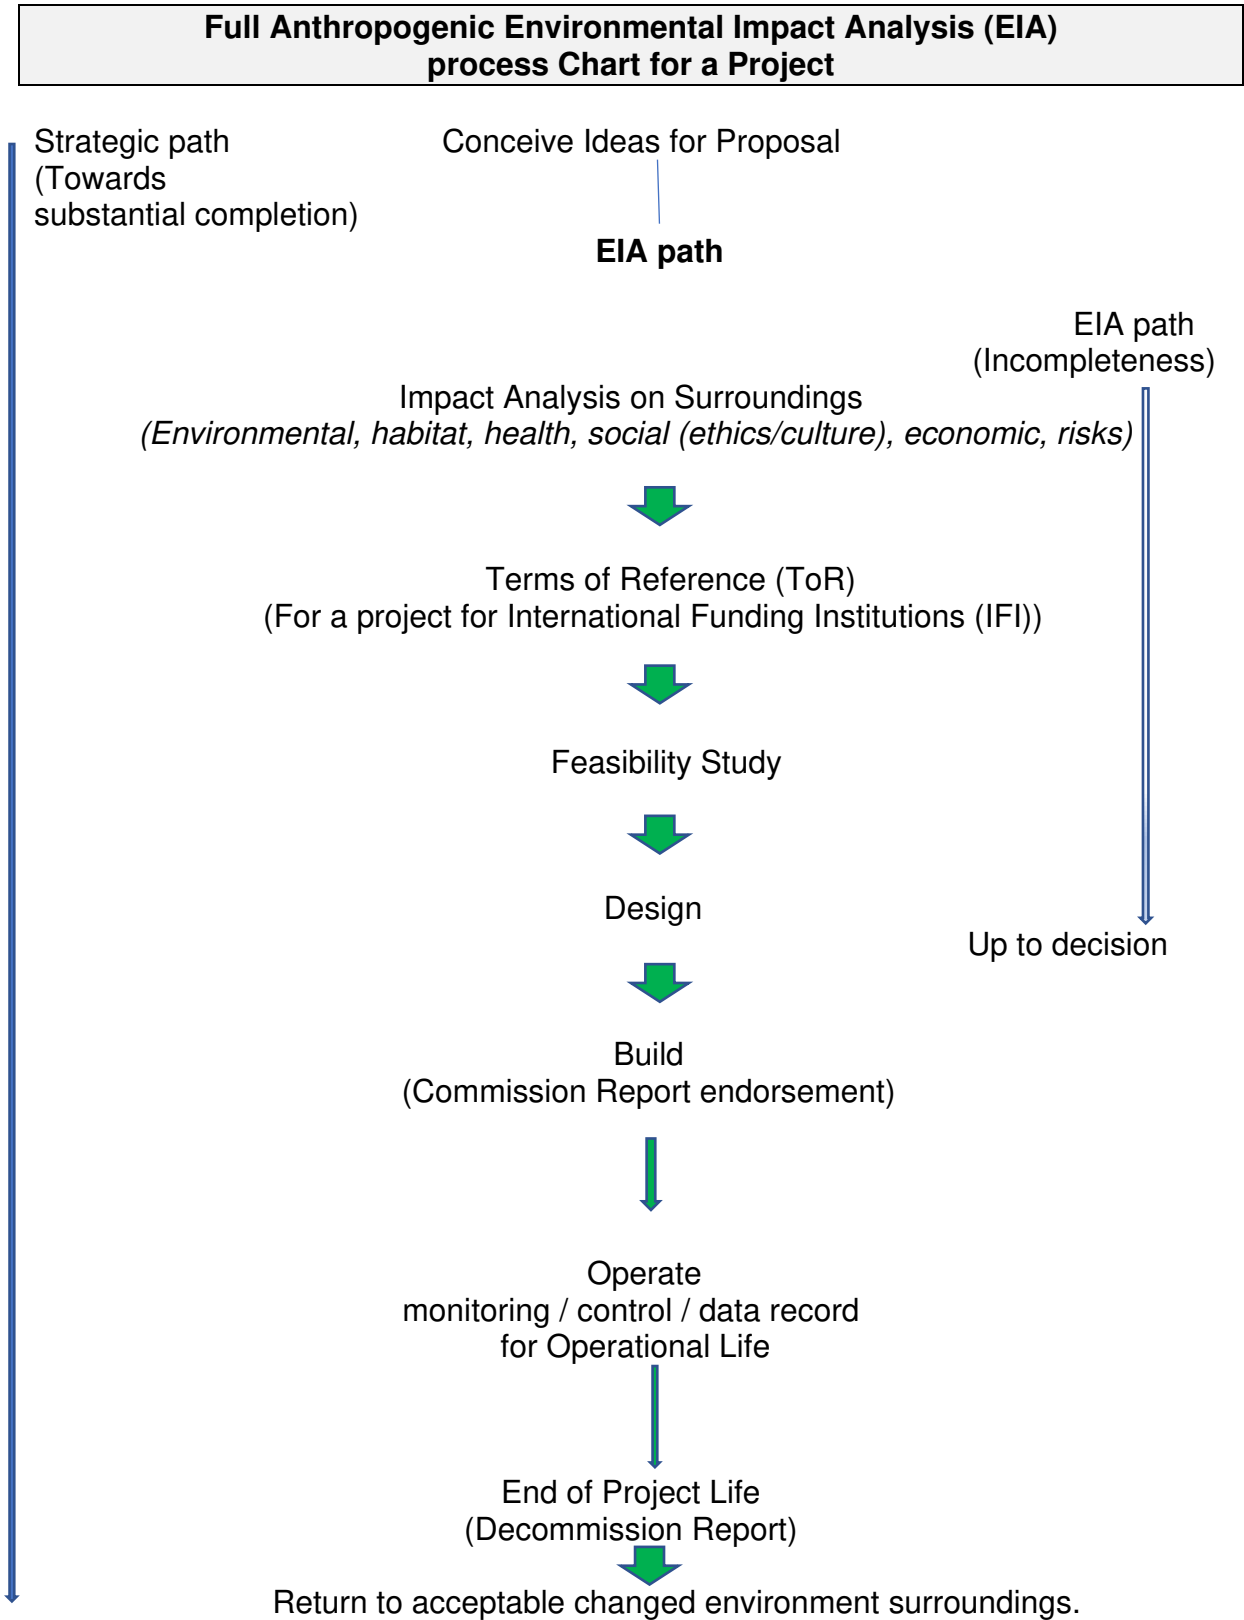 Full Anthropogenic Environmental Impact Analysis (EIA)
process Chart for a Project
Strategic path
(Towards
substantial completion)
Conceive Ideas for Proposal
EIA path
EIA path
(Incompleteness)
Impact Analysis on Surroundings
(Environmental, habitat, health, social (ethics/culture), economic, risks)
Terms of Reference (ToR)
(For a project for International Funding Institutions (IFI))
Feasibility Study
Design
Up to decision
Build
(Commission Report endorsement)
Operate
monitoring / control / data record
for Operational Life
End of Project Life
(Decommission Report)
Return to acceptable changed environment surroundings.